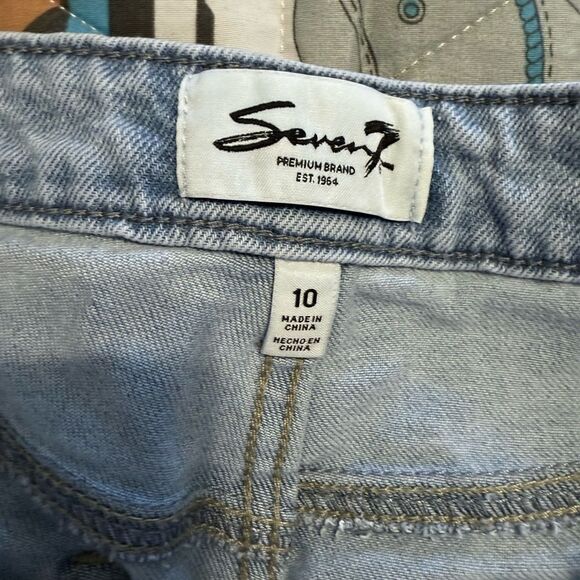 Seven7
PREMIUM BRAND
EST. 1964
10
MADE IN
CHINA
HECHO EN
CHINA